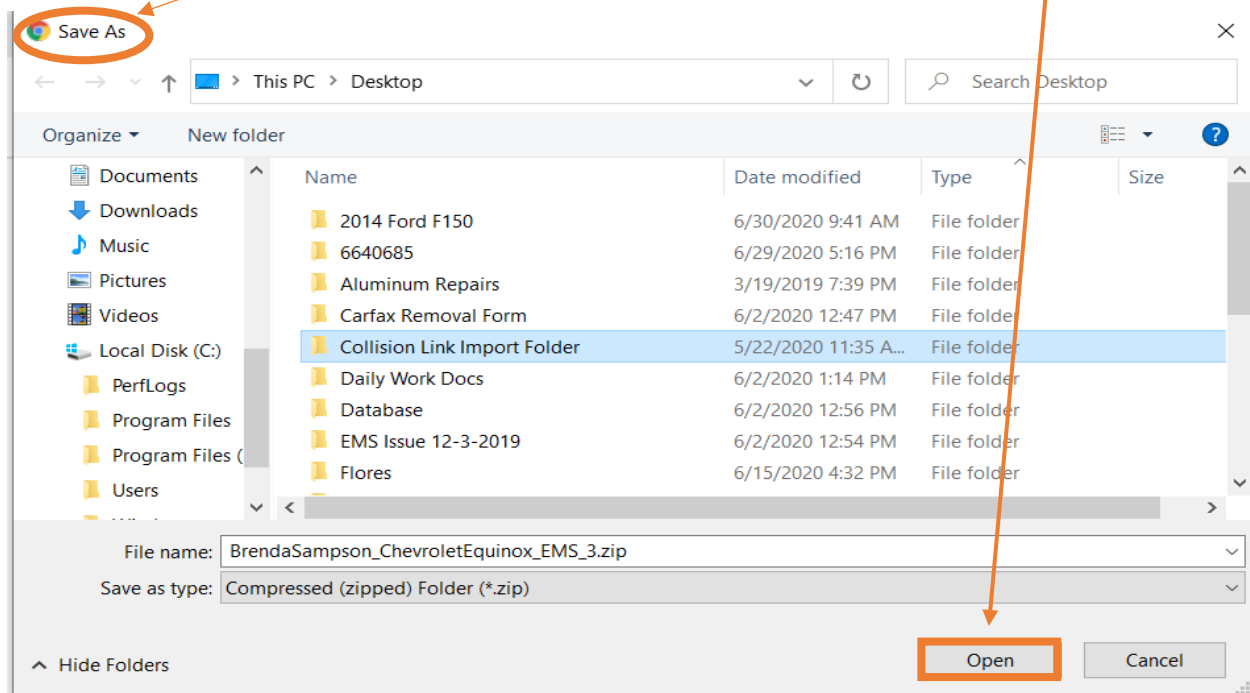 Save As
This PC > Desktop
Search Desktop
Organize
New folder
?
Documents
Downloads
Music
Pictures
Videos
Local Disk (C:)
PerfLogs
Program Files
Program Files (
Users
Name Date modified Type Size
2014 Ford F150 6/30/2020 9:41 AM File folder
6640685 6/29/2020 5:16 PM File folder
Aluminum Repairs 3/19/2019 7:39 PM File folder
Carfax Removal Form 6/2/2020 12:47 PM File folder
Collision Link Import Folder 5/22/2020 11:35 A... File folder
Daily Work Docs 6/2/2020 1:14 PM File folder
Database 6/2/2020 12:56 PM File folder
EMS Issue 12-3-2019 6/2/2020 12:54 PM File folder
Flores 6/15/2020 4:32 PM File folder
File name: BrendaSampson_ChevroletEquinox_EMS_3.zip
Save as type: Compressed (zipped) Folder (*.zip)
Hide Folders
Open
Cancel